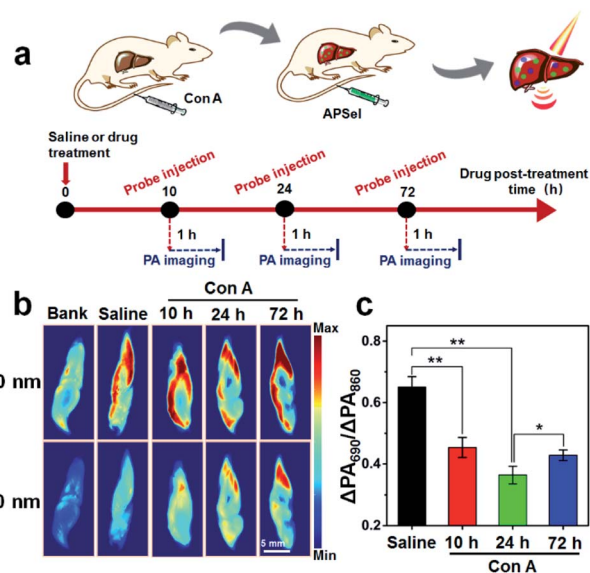 a
Con A
APSel
Saline or drug
treatment
Probe injection
Probe injection
Probe injection
Drug post-treatment
time (h)
0
10
24
72
1 h
1 h
1 h
PA imaging
PA imaging
PA imaging
b
Con A
Bank
Saline
10 h
24 h
72 h
Max
0 nm
0 nm
5 mm
Min
c
ΔPA690/ΔPA860
0.8
0.6
0.4
0.2
**
**
*
Saline
10 h
24 h
72 h
Con A